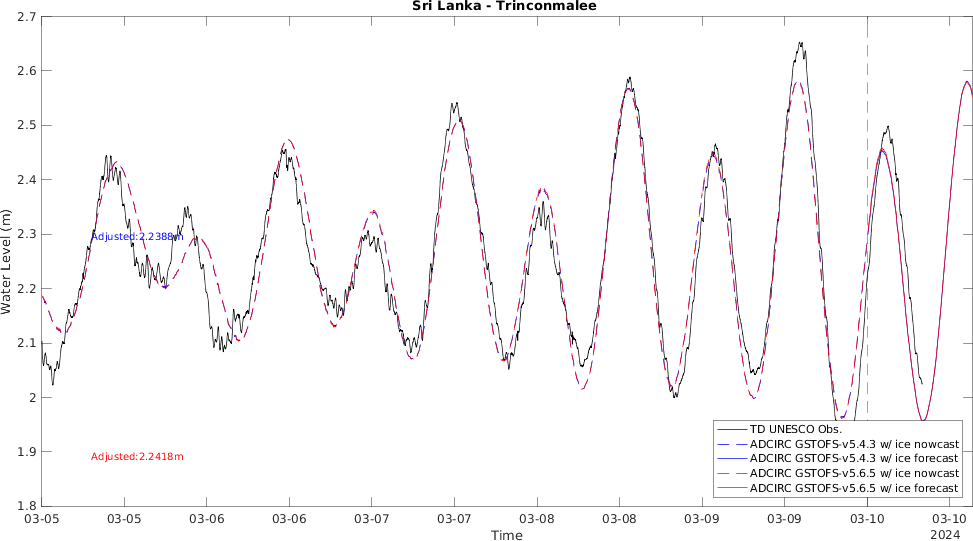 Sri Lanka - Trinconmalee
2.7
2.6
2.5
2.4
2.3
2.2
2.1
2
1.9
1.8
Water Level (m)
Adjusted:2.2388m
Adjusted:2.2418m
TD UNESCO Obs.
ADCIRC GSTOFS-v5.4.3 w/ ice nowcast
ADCIRC GSTOFS-v5.4.3 w/ ice forecast
ADCIRC GSTOFS-v5.6.5 w/ ice nowcast
ADCIRC GSTOFS-v5.6.5 w/ ice forecast
03-05 03-05 03-06 03-06 03-07 03-07 03-08 03-08 03-09 03-09 03-10 03-10
2024
Time